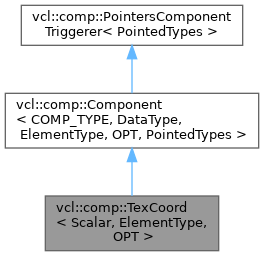 vcl::comp::PointersComponent
Triggerer< PointedTypes >
vcl::comp::Component
< COMP_TYPE, DataType,
ElementType, OPT, PointedTypes >
vcl::comp::TexCoord
< Scalar, ElementType,
OPT >